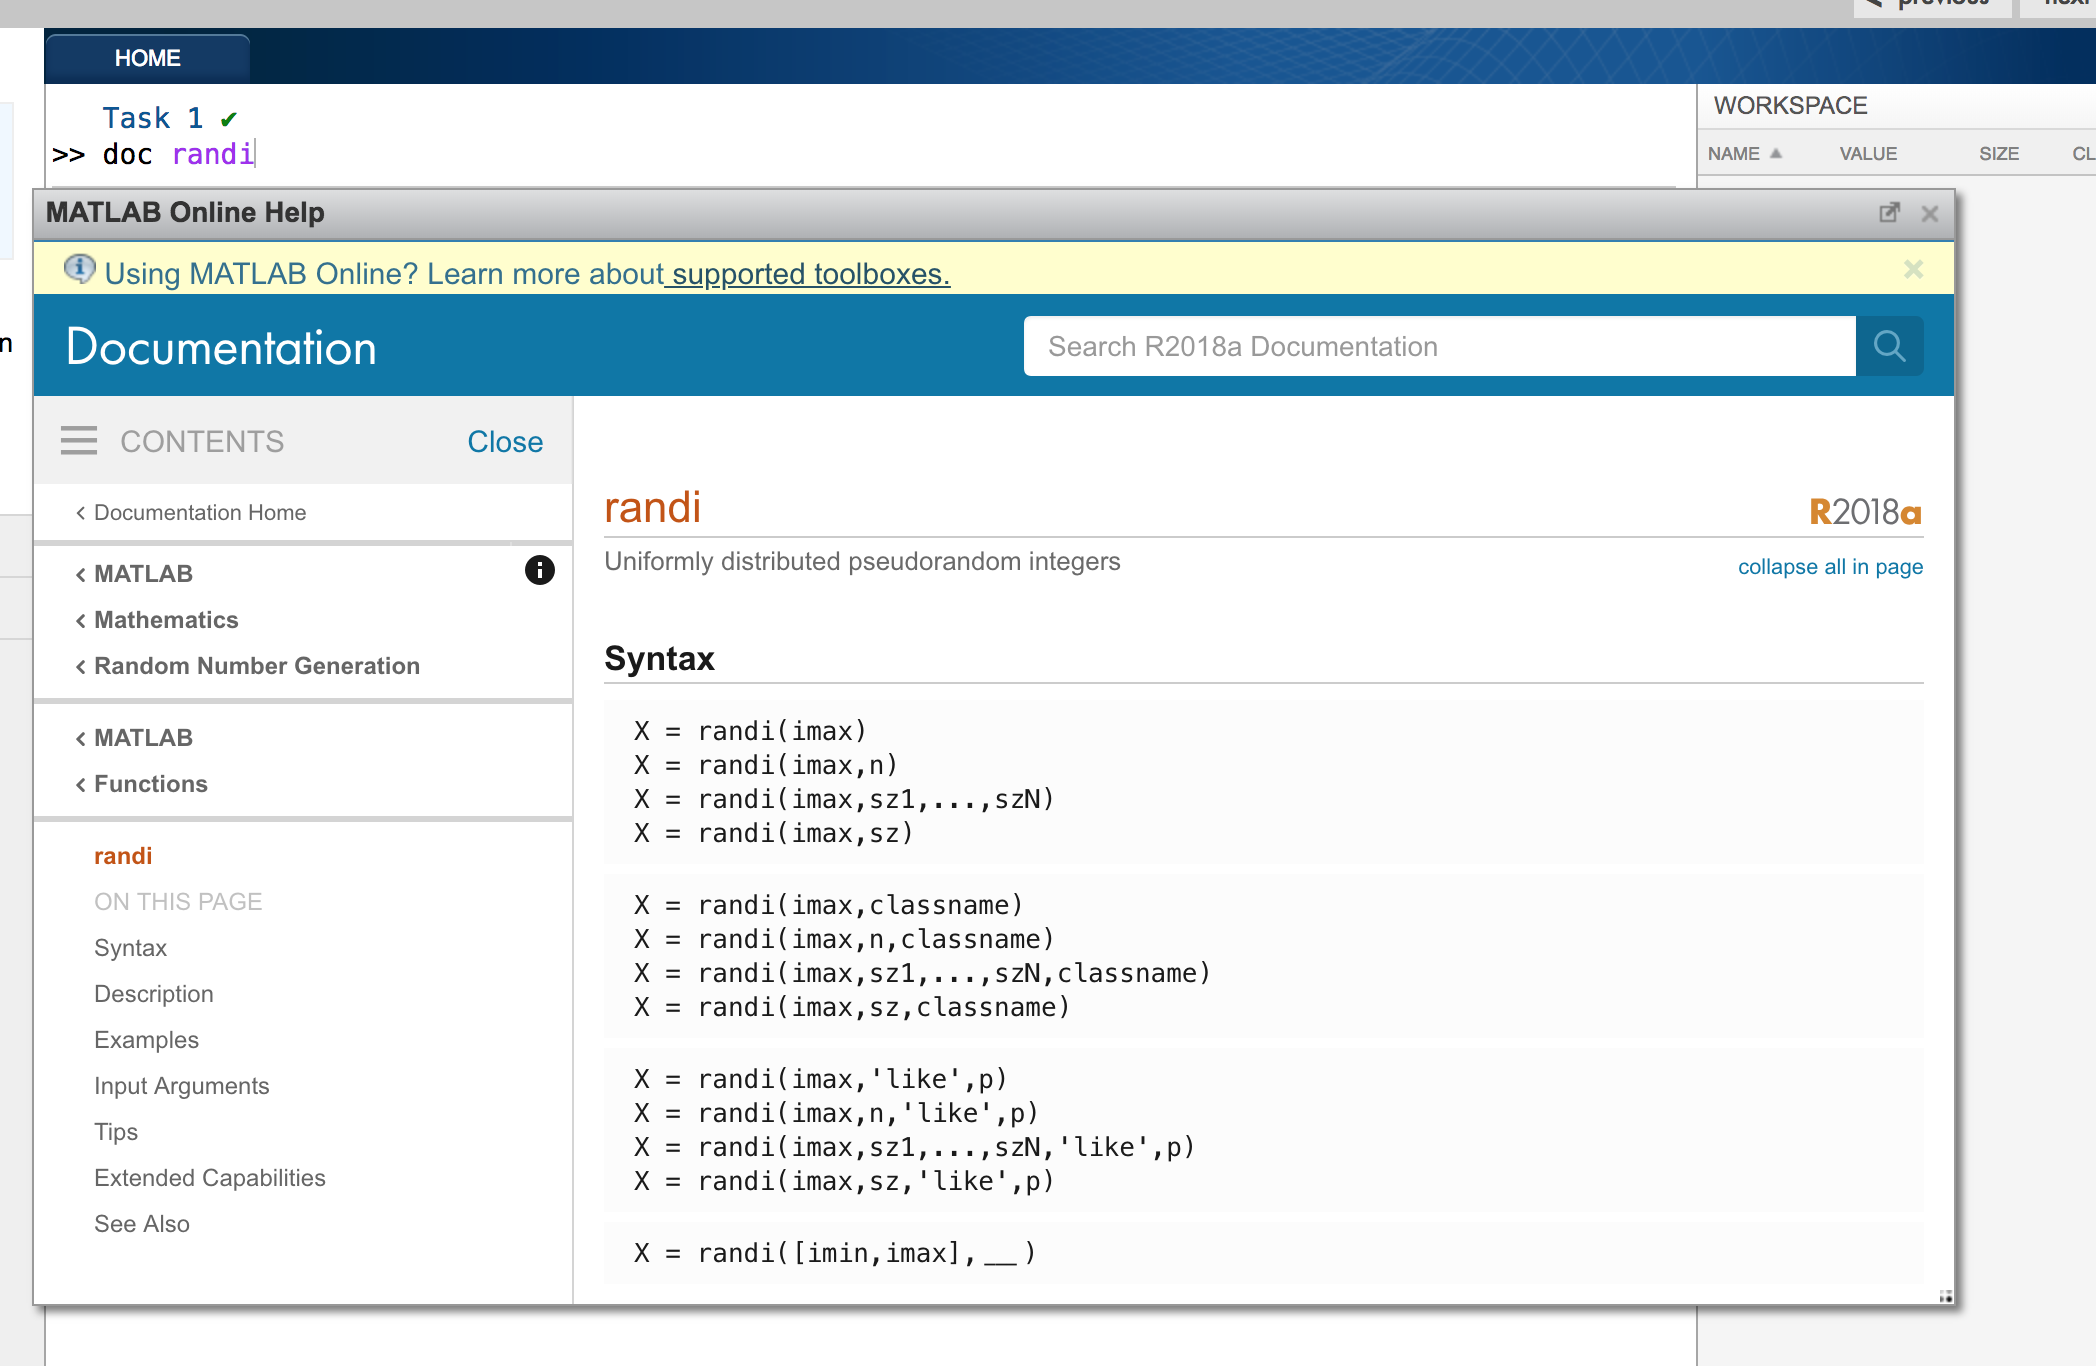 HOME
Task 1 ✔
>> doc randi
WORKSPACE
NAME ▲ VALUE SIZE CL
MATLAB Online Help
Using MATLAB Online? Learn more about supported toolboxes.
Documentation
Search R2018a Documentation
CONTENTS Close
< Documentation Home
< MATLAB
< Mathematics
< Random Number Generation
< MATLAB
< Functions
randi
ON THIS PAGE
Syntax
Description
Examples
Input Arguments
Tips
Extended Capabilities
See Also
randi
R2018a
Uniformly distributed pseudorandom integers
collapse all in page
Syntax
X = randi(imax)
X = randi(imax,n)
X = randi(imax,sz1,...,szN)
X = randi(imax,sz)
X = randi(imax,classname)
X = randi(imax,n,classname)
X = randi(imax,sz1,...,szN,classname)
X = randi(imax,sz,classname)
X = randi(imax,'like',p)
X = randi(imax,n,'like',p)
X = randi(imax,sz1,...,szN,'like',p)
X = randi(imax,sz,'like',p)
X = randi([imin,imax],__)
n